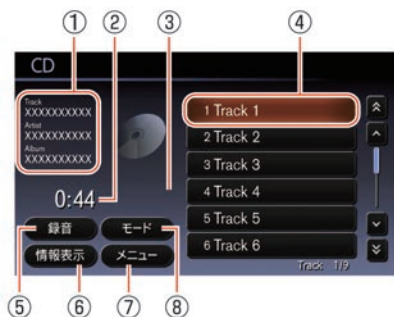 ① ② ③ ④
CD
Track
XXXXXXXXXX
Artist
XXXXXXXXXX
Album
XXXXXXXXXX
0:44
1 Track 1
2 Track 2
3 Track 3
4 Track 4
5 Track 5
6 Track 6
Track 1/9
録音 モード
情報表示 メニュー
⑤ ⑥ ⑦ ⑧